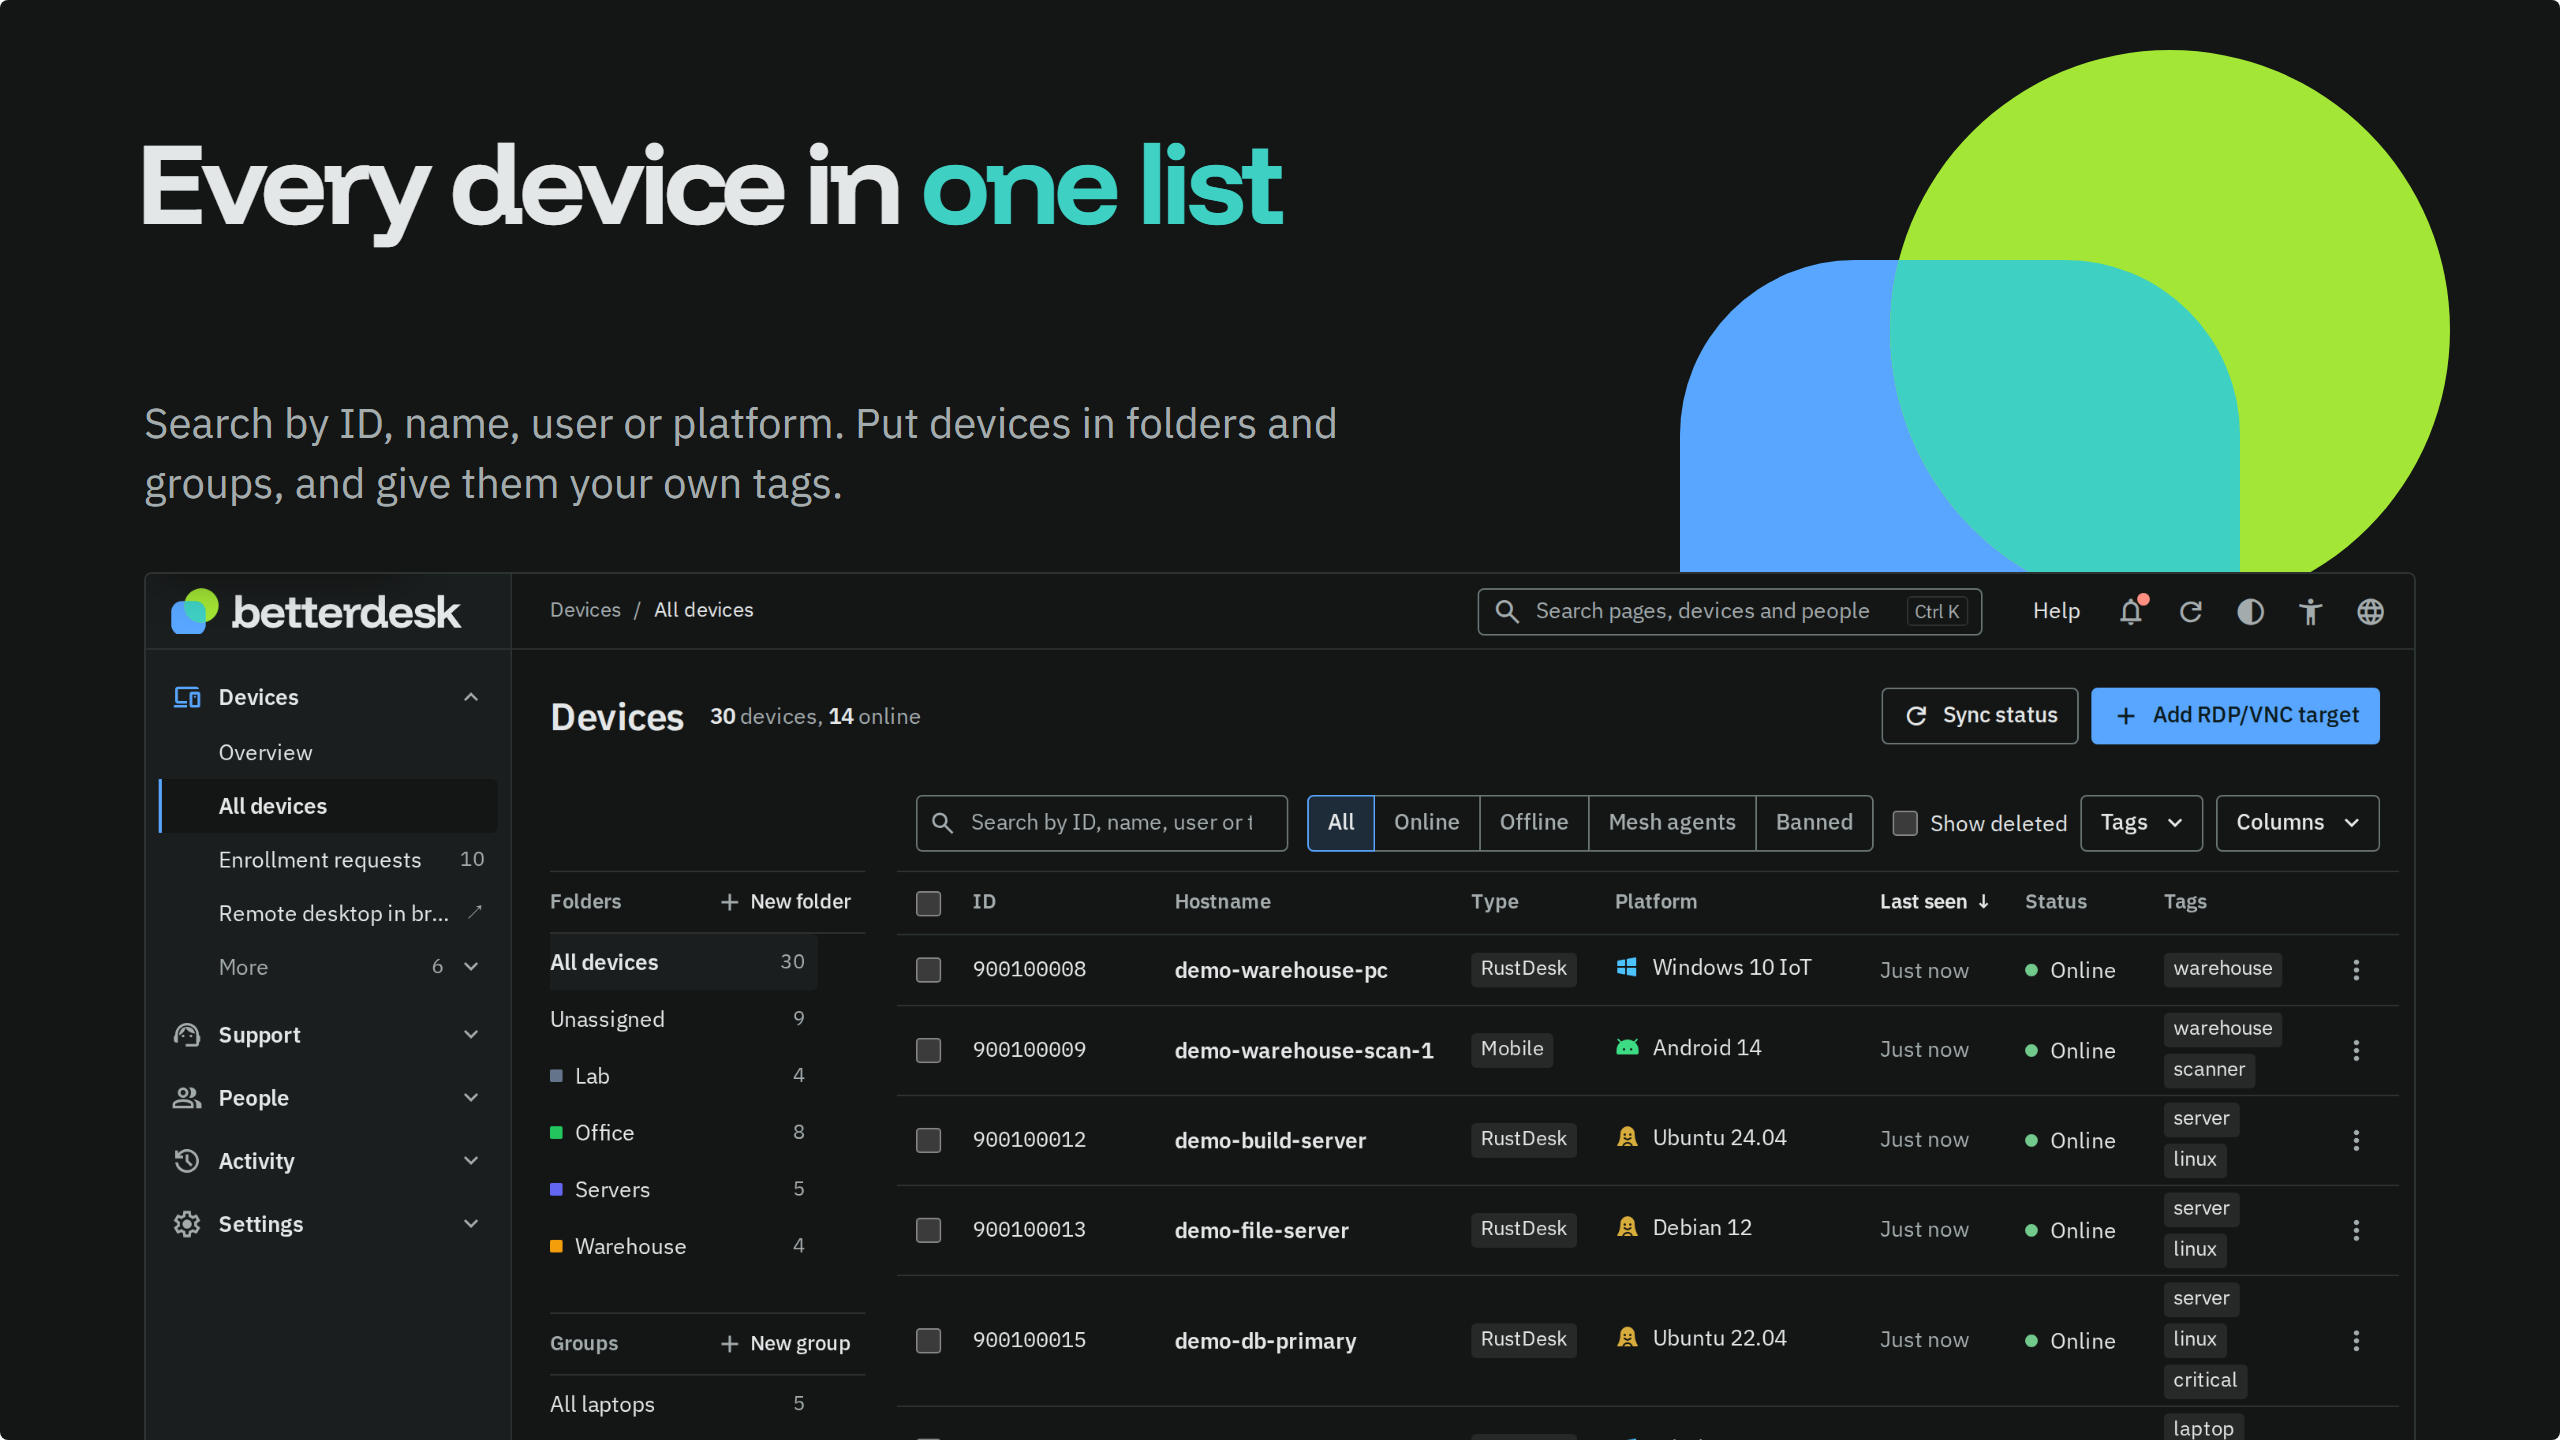 Every device in one list
Search by ID, name, user or platform. Put devices in folders and
groups, and give them your own tags.
betterdesk
Devices / All devices
Search pages, devices and people Ctrl K
Help
Devices
Overview
All devices
Enrollment requests 10
Remote desktop in br...
More 6
Support
People
Activity
Settings
Devices 30 devices, 14 online
Sync status
+ Add RDP/VNC target
Search by ID, name, user or
All Online Offline Mesh agents Banned
Show deleted
Tags
Columns
Folders + New folder
All devices 30
Unassigned 9
Lab 4
Office 8
Servers 5
Warehouse 4
Groups + New group
All laptops 5
ID Hostname Type Platform Last seen ↓ Status Tags
900100008 demo-warehouse-pc RustDesk Windows 10 IoT Just now Online warehouse
900100009 demo-warehouse-scan-1 Mobile Android 14 Just now Online warehouse
scanner
900100012 demo-build-server RustDesk Ubuntu 24.04 Just now Online server
linux
900100013 demo-file-server RustDesk Debian 12 Just now Online server
linux
900100015 demo-db-primary RustDesk Ubuntu 22.04 Just now Online server
linux
critical
laptop